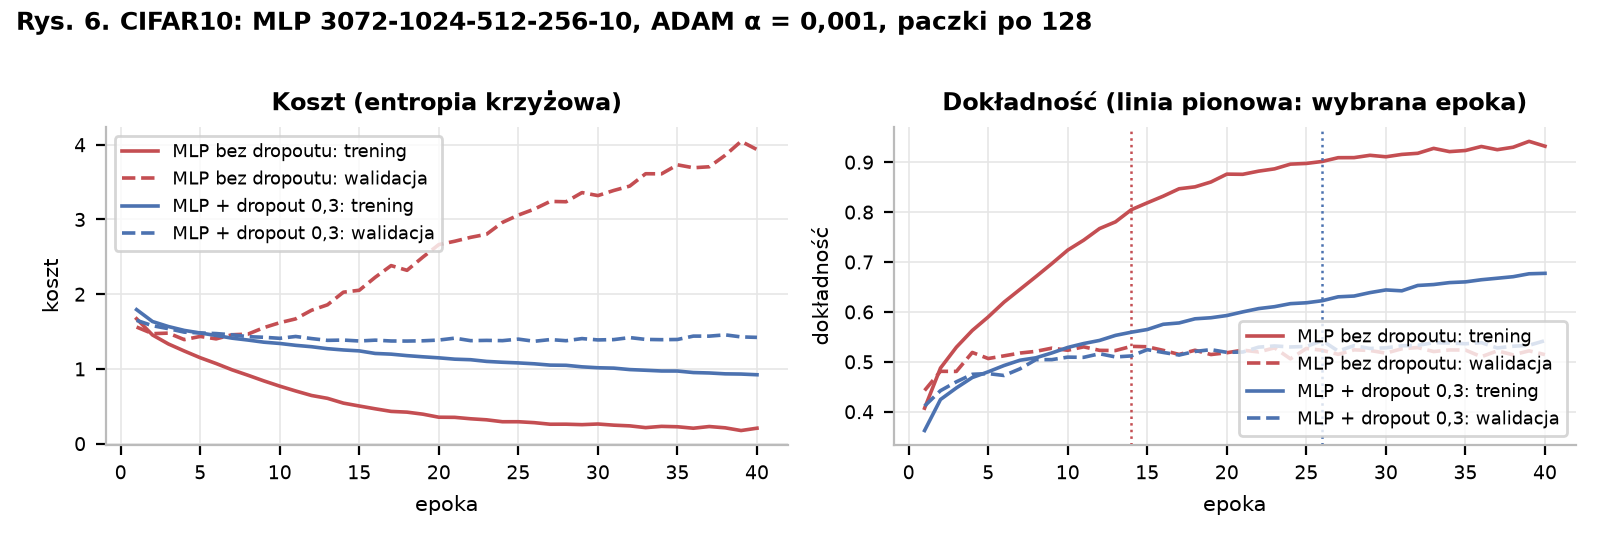 Rys. 6. CIFAR10: MLP 3072-1024-512-256-10, ADAM α = 0,001, paczki po 128
Koszt (entropia krzyżowa)
koszt
4
3
2
1
0
MLP bez dropoutu: trening
MLP bez dropoutu: walidacja
MLP + dropout 0,3: trening
MLP + dropout 0,3: walidacja
0 5 10 15 20 25 30 35 40
epoka
Dokładność (linia pionowa: wybrana epoka)
dokładność
0.9
0.8
0.7
0.6
0.5
0.4
MLP bez dropoutu: trening
MLP bez dropoutu: walidacja
MLP + dropout 0,3: trening
MLP + dropout 0,3: walidacja
0 5 10 15 20 25 30 35 40
epoka